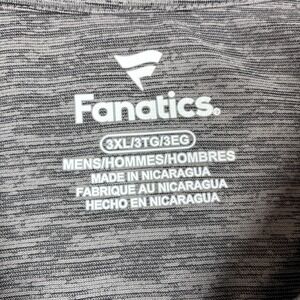 Fanatics.
3XL/3TG/3EG
MENS/HOMMES/HOMBRES
MADE IN NICARAGUA
FABRIQUE AU NICARAGUA
HECHO EN NICARAGUA